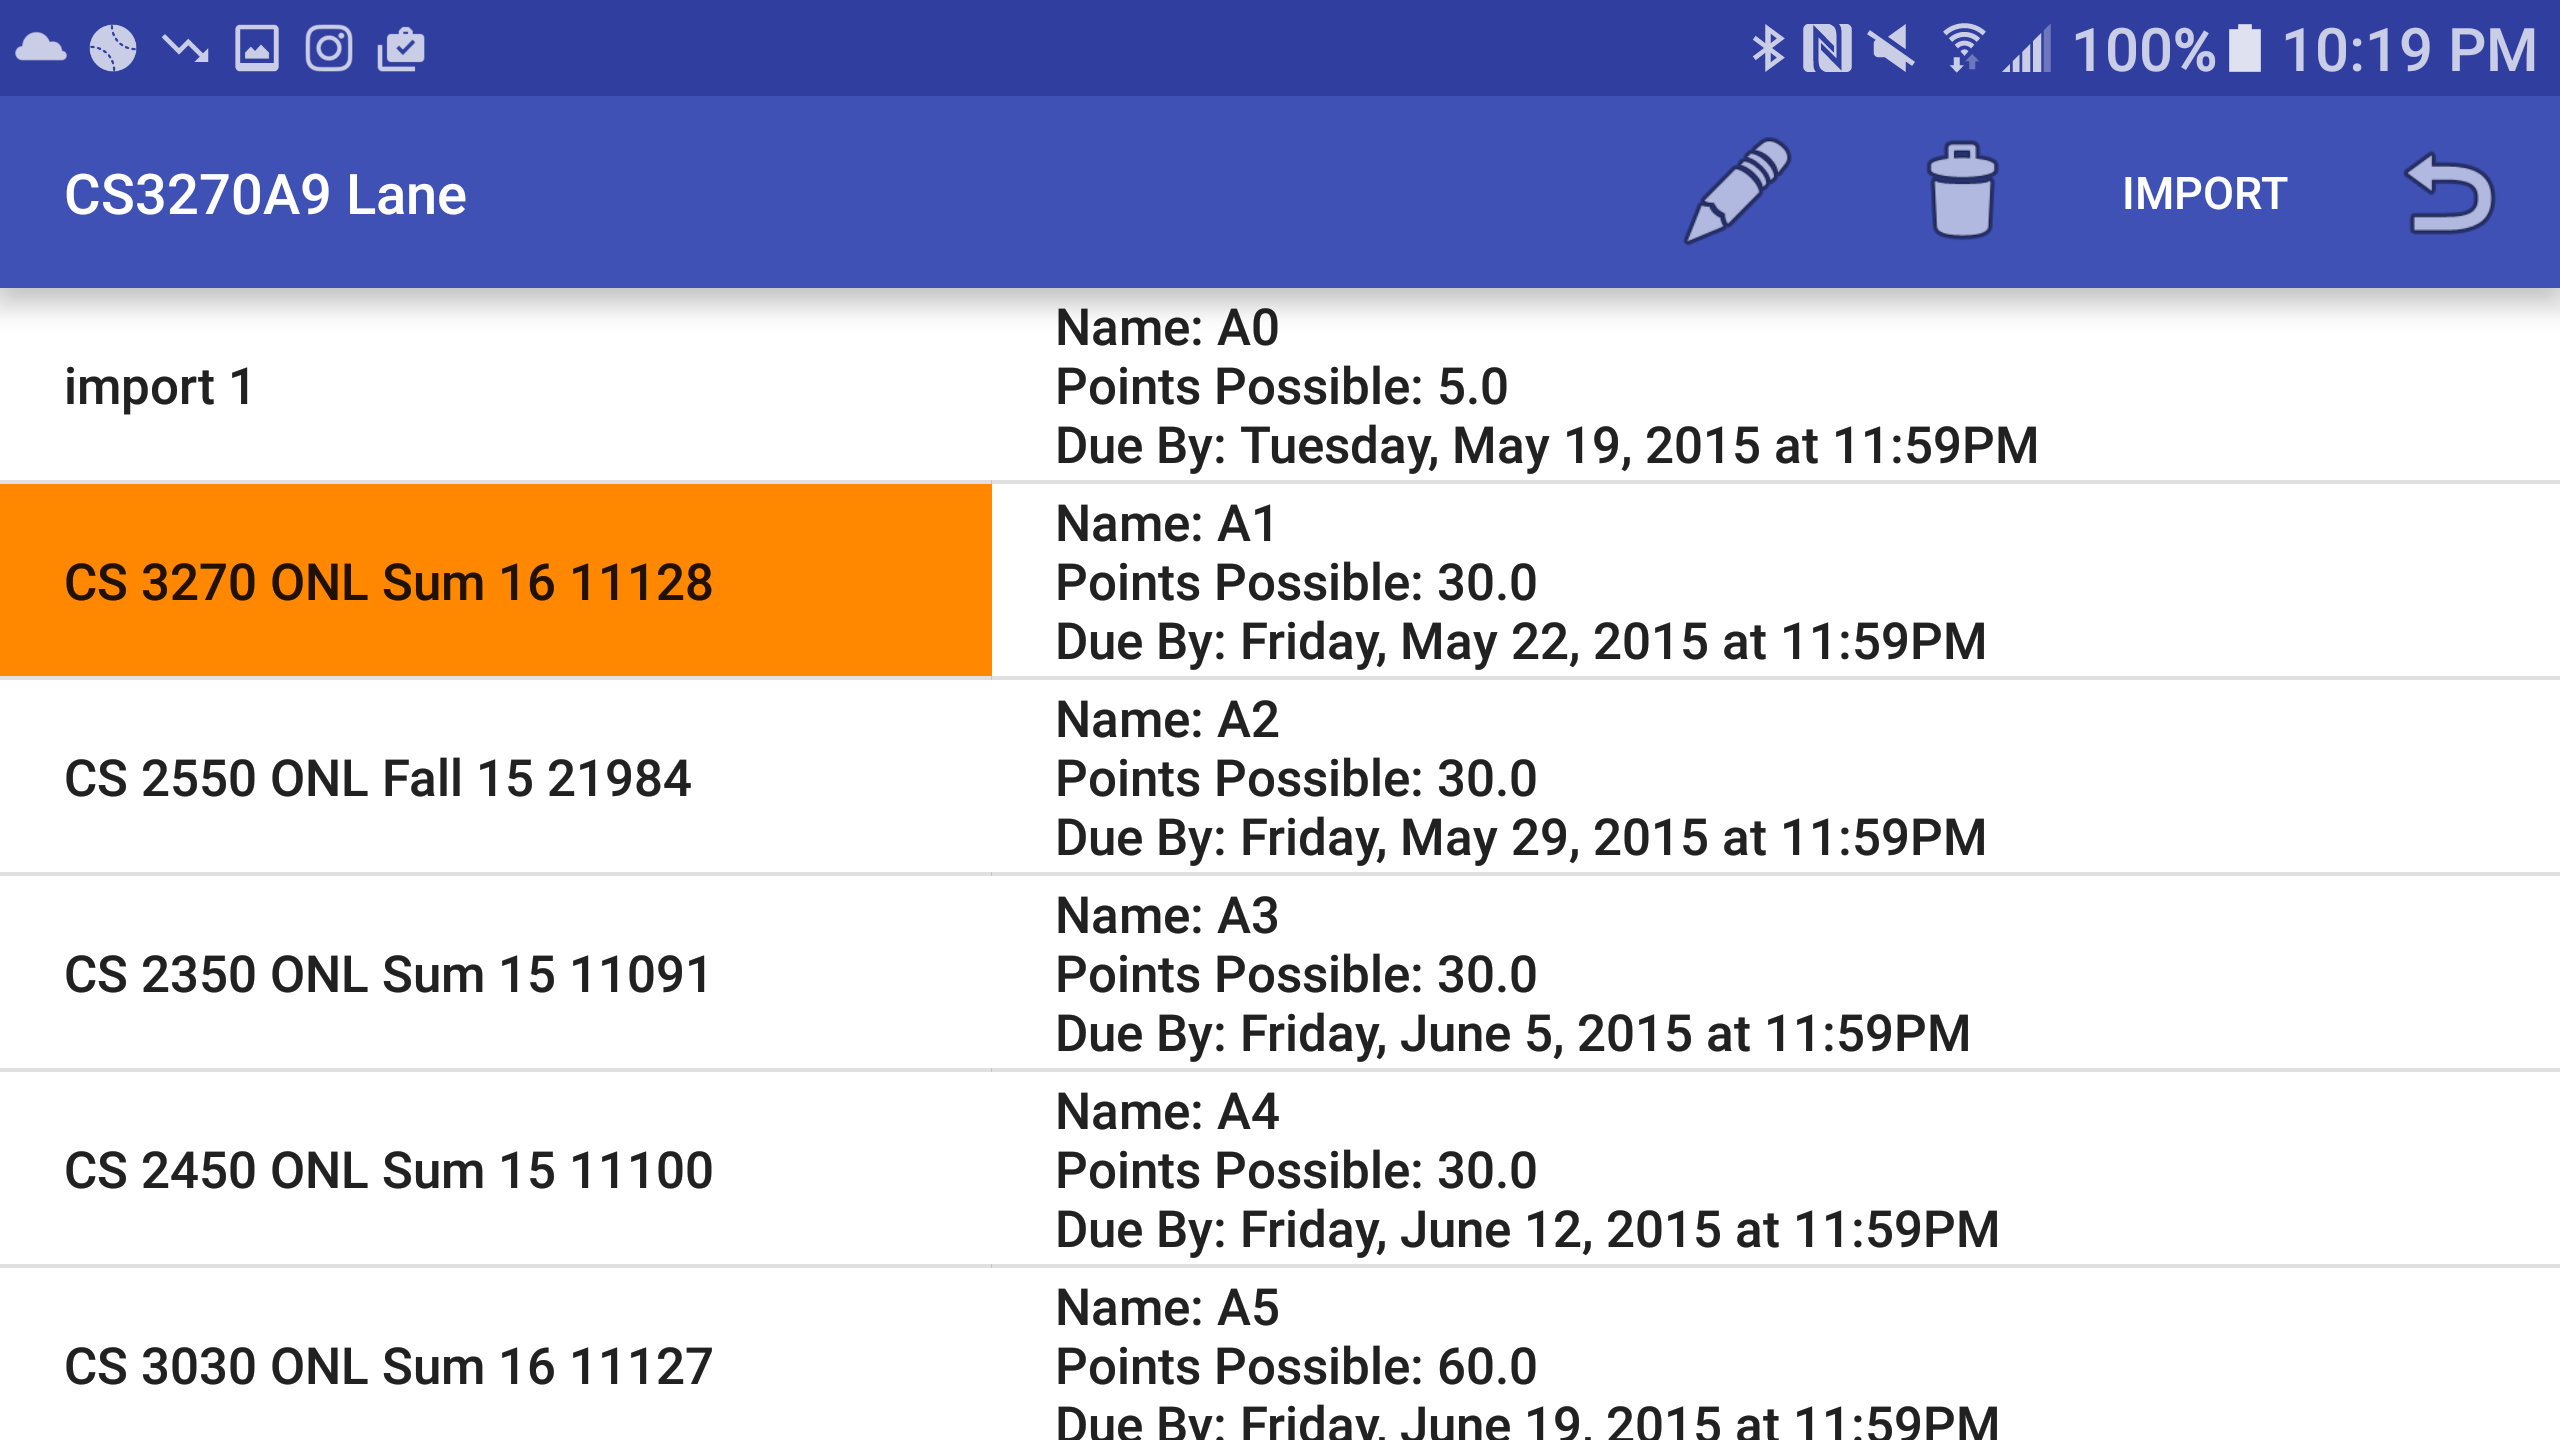 100% 10:19 PM
CS3270A9 Lane
IMPORT
import 1
CS 3270 ONL Sum 16 11128
CS 2550 ONL Fall 15 21984
CS 2350 ONL Sum 15 11091
CS 2450 ONL Sum 15 11100
CS 3030 ONL Sum 16 11127
Name: A0
Points Possible: 5.0
Due By: Tuesday, May 19, 2015 at 11:59PM
Name: A1
Points Possible: 30.0
Due By: Friday, May 22, 2015 at 11:59PM
Name: A2
Points Possible: 30.0
Due By: Friday, May 29, 2015 at 11:59PM
Name: A3
Points Possible: 30.0
Due By: Friday, June 5, 2015 at 11:59PM
Name: A4
Points Possible: 30.0
Due By: Friday, June 12, 2015 at 11:59PM
Name: A5
Points Possible: 60.0
Due By: Friday, June 19, 2015 at 11:59PM